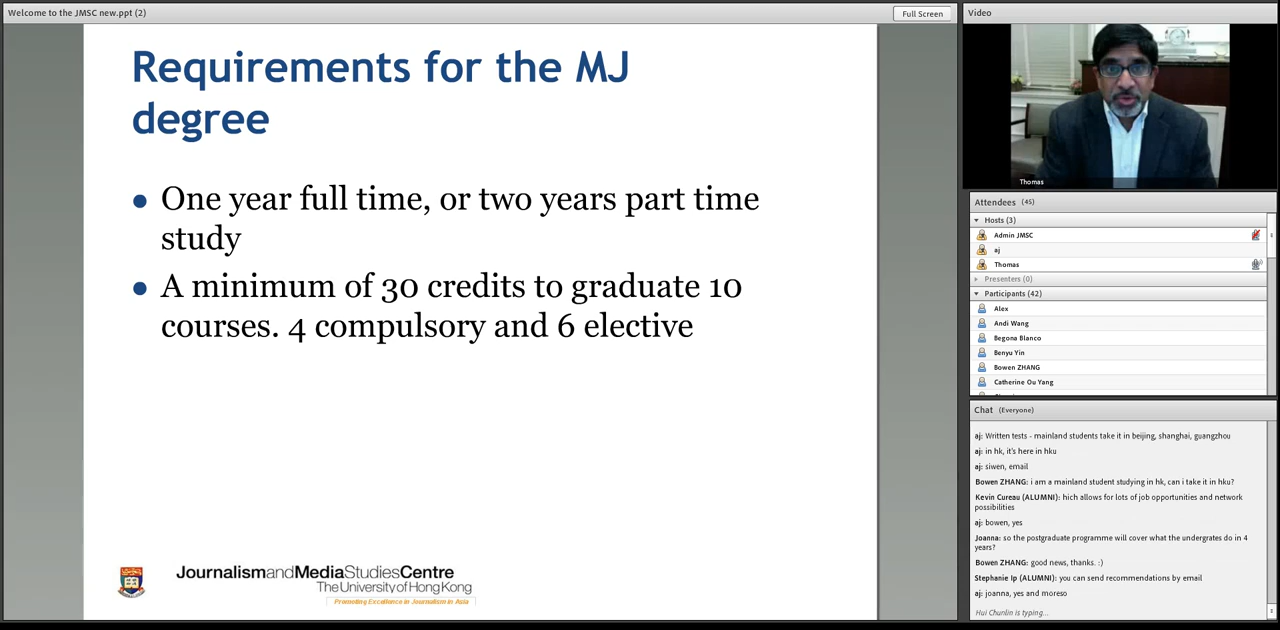 Welcome to the JMSC new.ppt (2)
Full Screen
Requirements for the MJ
degree
One year full time, or two years part time
study
A minimum of 30 credits to graduate 10
courses. 4 compulsory and 6 elective
JournalismandMediaStudiesCentre
The University of Hong Kong
Promoting Excellence in Journalism in Asia
Video
Thomas
Attendees (45)
Hosts (3)
Admin JMSC
aj
Thomas
Presenters (0)
Participants (42)
Alex
Andi Wang
Begona Blanco
Benyu Yin
Bowen ZHANG
Catherine Ou Yang
Chat (Everyone)
aj: Written tests - mainland students take it in beijing, shanghai, guangzhou
aj: in hk, it's here in hku
aj: siwen, email
Bowen ZHANG: i am a mainland student studying in hk, can i take it in hku?
Kevin Cureau (ALUMNI): hich allows for lots of job opportunities and network
possibilities
aj: bowen, yes
Joanna: so the postgraduate programme will cover what the undergrates do in 4
years?
Bowen ZHANG: good news, thanks. :)
Stephanie Ip (ALUMNI): you can send recommendations by email
aj: joanna, yes and moreso
Hui Chunlin is typing...